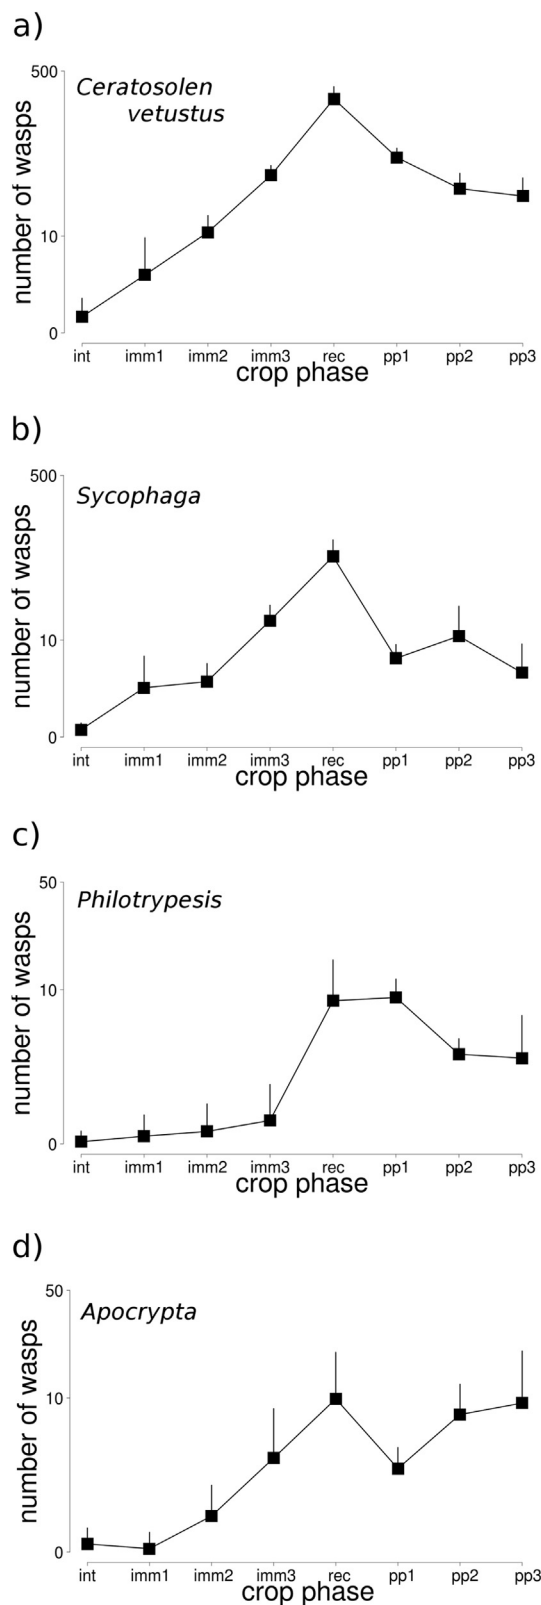 a)
500
Ceratosolen
vetustus
number of wasps
10
0
int imm1 imm2 imm3 rec pp1 pp2 pp3
crop phase
b)
500
Sycophaga
number of wasps
10
0
int imm1 imm2 imm3 rec pp1 pp2 pp3
crop phase
c)
50
Philotrypesis
number of wasps
10
0
int imm1 imm2 imm3 rec pp1 pp2 pp3
crop phase
d)
50
Apocrypta
number of wasps
10
0
int imm1 imm2 imm3 rec pp1 pp2 pp3
crop phase